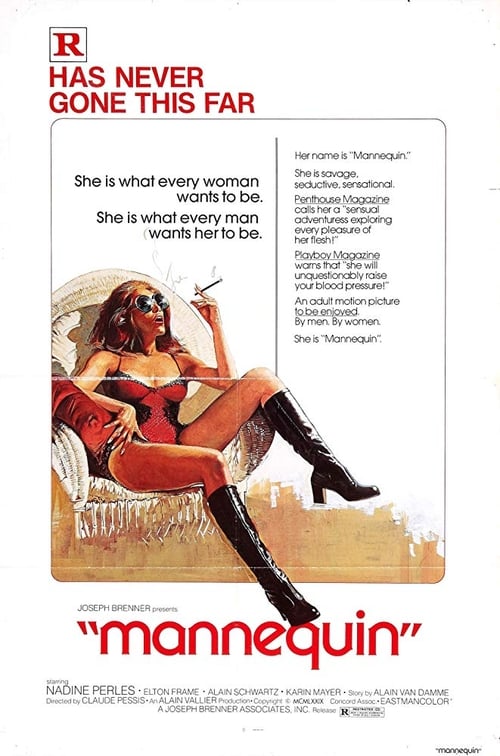 R
HAS NEVER
GONE THIS FAR
She is what every woman
wants to be.
She is what every man
wants her to be.
Her name is "Mannequin."
She is savage,
seductive, sensational.
Penthouse Magazine
calls her a "sensual
adventuress exploring
every pleasure of
her flesh!"
Playboy Magazine
warns that "she will
unquestionably raise
your blood pressure!"
An adult motion picture
to be enjoyed.
By men. By women.
She is "Mannequin".
JOSEPH BRENNER presents
"mannequin"
starring
NADINE PERLES • ELTON FRAME • ALAIN SCHWARTZ • KARIN MAYER • Story by ALAIN VAN DAMME
Directed by CLAUDE PESSIS • An ALAIN VALLIER Production • Copyright © MCMLXXIX Concord Assoc. • EASTMANCOLOR
A JOSEPH BRENNER ASSOCIATES, INC. Release R RESTRICTED
"mannequin"